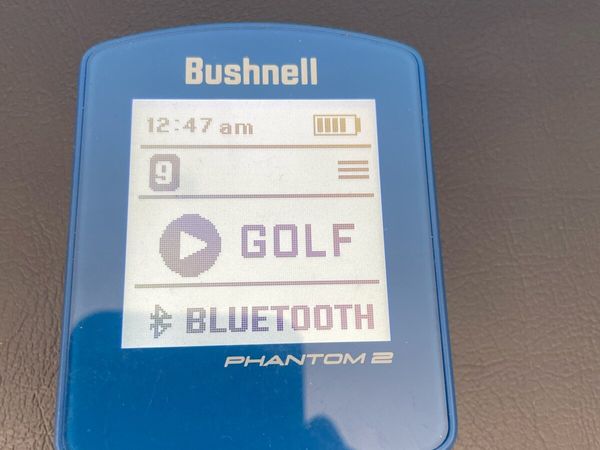 Bushnell
12:47 am
9
GOLF
BLUETOOTH
PHANTOM 2